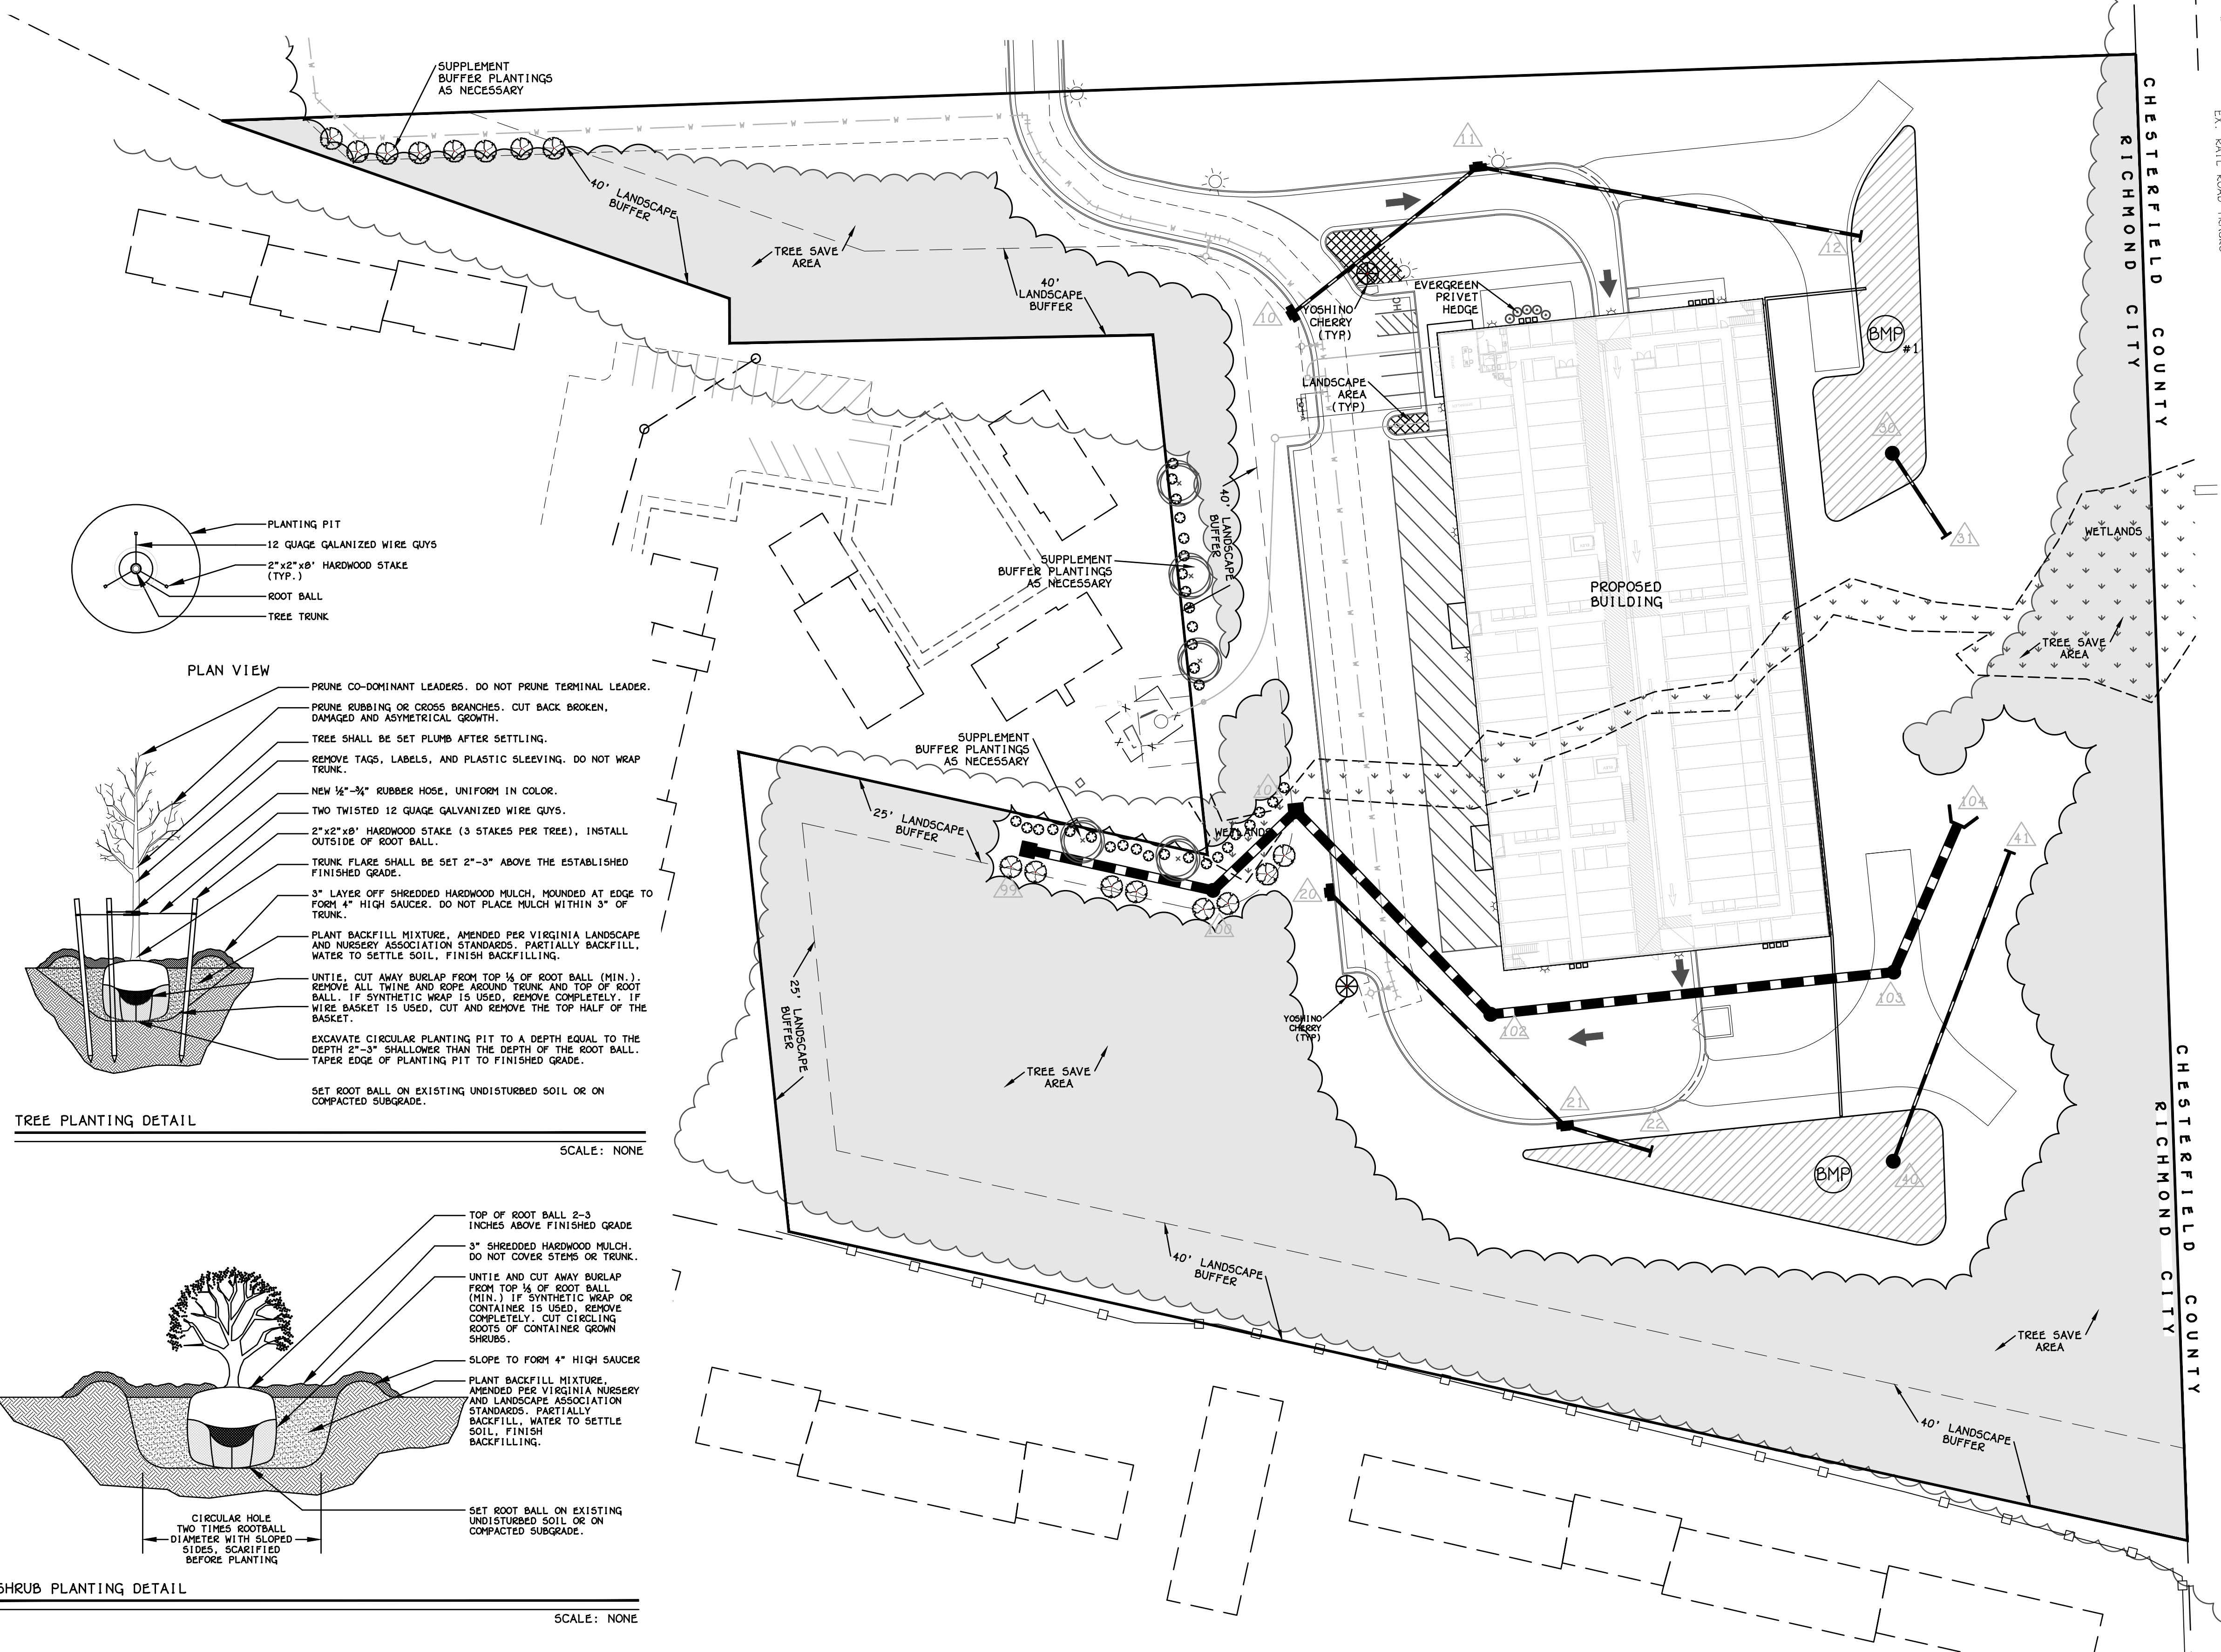 SUPPLEMENT
BUFFER PLANTINGS
AS NECESSARY
40' LANDSCAPE
BUFFER
TREE SAVE
AREA
40'
LANDSCAPE
BUFFER
11
10
12
YOSHINO
CHERRY
(TYP)
EVERGREEN
PRIVET
HEDGE
HC
LANDSCAPE
AREA
(TYP)
BMP
#1
30
31
CHESTERFIELD COUNTY
RICHMOND CITY
WETLANDS
TREE SAVE
AREA
40' LANDSCAPE
BUFFER
SUPPLEMENT
BUFFER PLANTINGS
AS NECESSARY
PROPOSED
BUILDING
SUPPLEMENT
BUFFER PLANTINGS
AS NECESSARY
25' LANDSCAPE
BUFFER
WETLANDS
99
100
20
104
41
103
102
YOSHINO
CHERRY
(TYP)
25' LANDSCAPE
BUFFER
TREE SAVE
AREA
21
22
BMP
40
CHESTERFIELD COUNTY
RICHMOND CITY
40' LANDSCAPE
BUFFER
TREE SAVE
AREA
40' LANDSCAPE
BUFFER
PLANTING PIT
12 GUAGE GALANIZED WIRE GUYS
2"x2"x8' HARDWOOD STAKE
(TYP.)
ROOT BALL
TREE TRUNK
PLAN VIEW
PRUNE CO-DOMINANT LEADERS. DO NOT PRUNE TERMINAL LEADER.
PRUNE RUBBING OR CROSS BRANCHES. CUT BACK BROKEN,
DAMAGED AND ASYMETRICAL GROWTH.
TREE SHALL BE SET PLUMB AFTER SETTLING.
REMOVE TAGS, LABELS, AND PLASTIC SLEEVING. DO NOT WRAP
TRUNK.
NEW ½"-¾" RUBBER HOSE, UNIFORM IN COLOR.
TWO TWISTED 12 GUAGE GALVANIZED WIRE GUYS.
2"x2"x8' HARDWOOD STAKE (3 STAKES PER TREE), INSTALL
OUTSIDE OF ROOT BALL.
TRUNK FLARE SHALL BE SET 2"-3" ABOVE THE ESTABLISHED
FINISHED GRADE.
3" LAYER OFF SHREDDED HARDWOOD MULCH, MOUNDED AT EDGE TO
FORM 4" HIGH SAUCER. DO NOT PLACE MULCH WITHIN 3" OF
TRUNK.
PLANT BACKFILL MIXTURE, AMENDED PER VIRGINIA LANDSCAPE
AND NURSERY ASSOCIATION STANDARDS. PARTIALLY BACKFILL,
WATER TO SETTLE SOIL, FINISH BACKFILLING.
UNTIE, CUT AWAY BURLAP FROM TOP ⅓ OF ROOT BALL (MIN.).
REMOVE ALL TWINE AND ROPE AROUND TRUNK AND TOP OF ROOT
BALL. IF SYNTHETIC WRAP IS USED, REMOVE COMPLETELY. IF
WIRE BASKET IS USED, CUT AND REMOVE THE TOP HALF OF THE
BASKET.
EXCAVATE CIRCULAR PLANTING PIT TO A DEPTH EQUAL TO THE
DEPTH 2"-3" SHALLOWER THAN THE DEPTH OF THE ROOT BALL.
TAPER EDGE OF PLANTING PIT TO FINISHED GRADE.
SET ROOT BALL ON EXISTING UNDISTURBED SOIL OR ON
COMPACTED SUBGRADE.
TREE PLANTING DETAIL
SCALE: NONE
TOP OF ROOT BALL 2-3
INCHES ABOVE FINISHED GRADE
3" SHREDDED HARDWOOD MULCH.
DO NOT COVER STEMS OR TRUNK.
UNTIE AND CUT AWAY BURLAP
FROM TOP ⅓ OF ROOT BALL
(MIN.) IF SYNTHETIC WRAP OR
CONTAINER IS USED, REMOVE
COMPLETELY. CUT CIRCLING
ROOTS OF CONTAINER GROWN
SHRUBS.
SLOPE TO FORM 4" HIGH SAUCER
PLANT BACKFILL MIXTURE,
AMENDED PER VIRGINIA NURSERY
AND LANDSCAPE ASSOCIATION
STANDARDS. PARTIALLY
BACKFILL, WATER TO SETTLE
SOIL, FINISH
BACKFILLING.
SET ROOT BALL ON EXISTING
UNDISTURBED SOIL OR ON
COMPACTED SUBGRADE.
CIRCULAR HOLE
TWO TIMES ROOTBALL
DIAMETER WITH SLOPED
SIDES, SCARIFIED
BEFORE PLANTING
SHRUB PLANTING DETAIL
SCALE: NONE